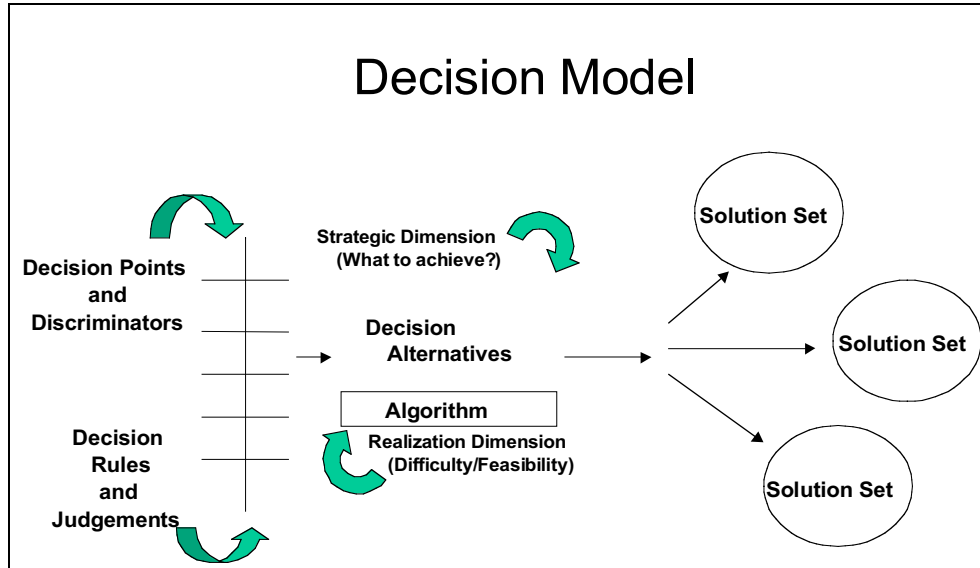 Decision Model
Decision Points
and
Discriminators
Decision
Rules
and
Judgements
Strategic Dimension
(What to achieve?)
Decision
Alternatives
Algorithm
Realization Dimension
(Difficulty/Feasibility)
Solution Set
Solution Set
Solution Set